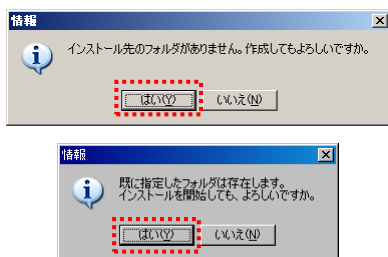 情報
インストール先のフォルダがありません。作成してもよろしいですか。
はい(Y) いいえ(N)
情報
既に指定したフォルダは存在します。
インストールを開始しても、よろしいですか。
はい(Y) いいえ(N)